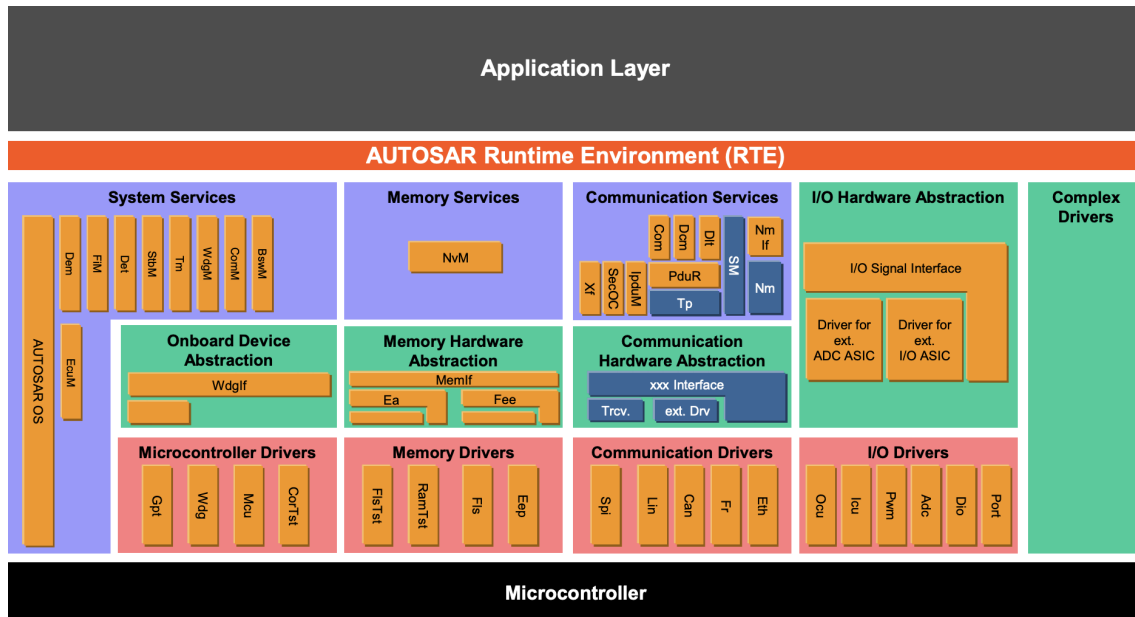 Application Layer
AUTOSAR Runtime Environment (RTE)
System Services
AUTOSAR OS
Dem
FiM
Det
StbM
Tm
WdgM
ComM
BswM
EcuM
Memory Services
NvM
Communication Services
Com
Dcm
Dlt
SM
Nm
If
Xf
SecOC
IpduM
PduR
Tp
Nm
I/O Hardware Abstraction
I/O Signal Interface
Driver for
ext.
ADC ASIC
Driver for
ext.
I/O ASIC
Complex
Drivers
Onboard Device
Abstraction
WdgIf
Memory Hardware
Abstraction
MemIf
Ea
Fee
Communication
Hardware Abstraction
xxx Interface
Trcv.
ext. Drv
Microcontroller Drivers
Gpt
Wdg
Mcu
CorTst
Memory Drivers
FlsTst
RamTst
Fls
Eep
Communication Drivers
Spi
Lin
Can
Fr
Eth
I/O Drivers
Ocu
Icu
Pwm
Adc
Dio
Port
Microcontroller